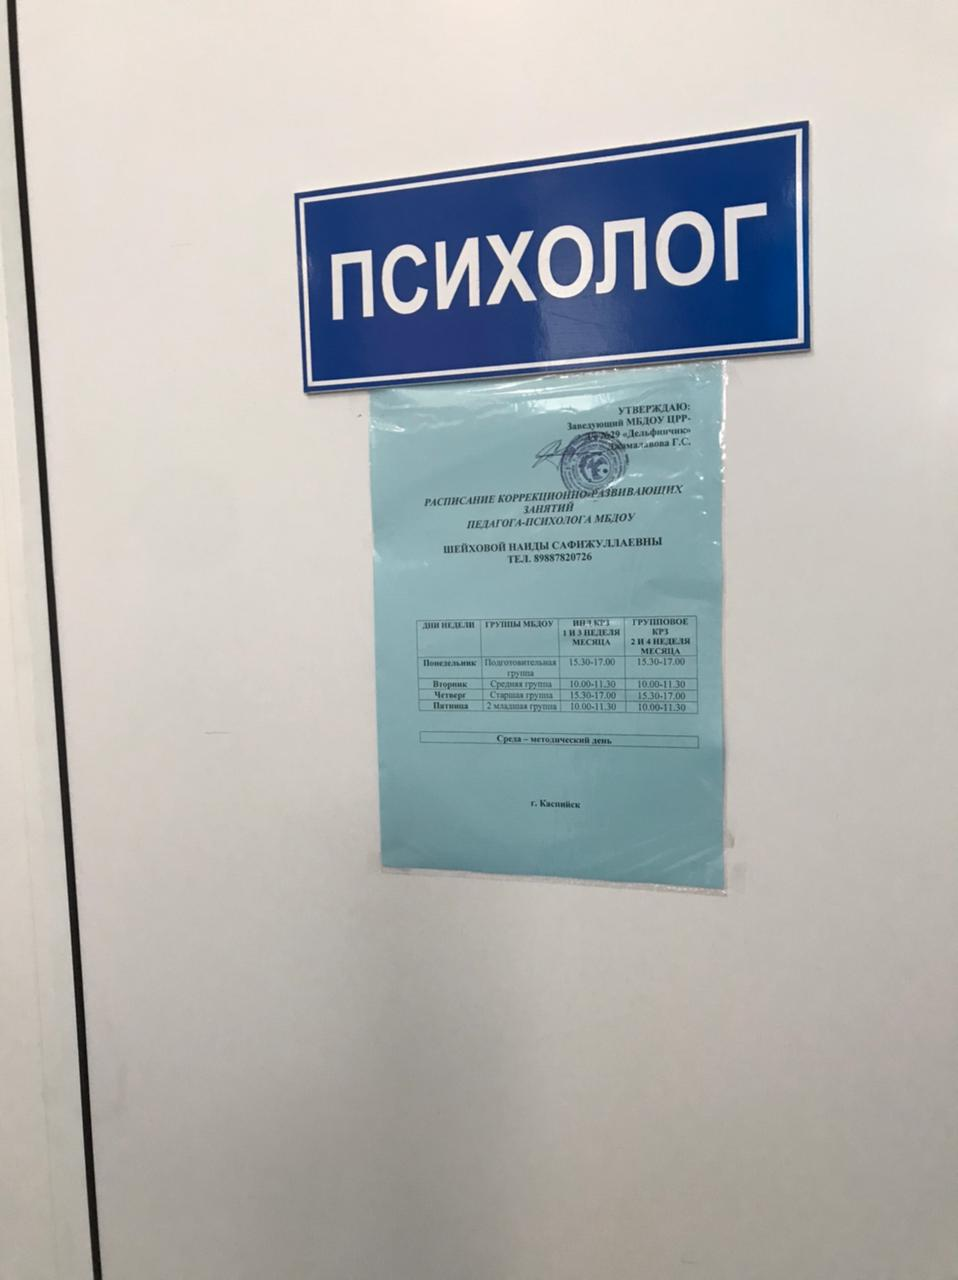 ПСИХОЛОГ
УТВЕРЖДАЮ:
Заведующий МБДОУ ЦРР-
№29 «Дельфинчик»
Г.С.
РАСПИСАНИЕ КОРРЕКЦИОННО-РАЗВИВАЮЩИХ
ЗАНЯТИЙ
ПЕДАГОГА-ПСИХОЛОГА МБДОУ
ШЕЙХОВОЙ НАИДЫ САФИЖУЛЛАЕВНЫ
ТЕЛ. 89887820726
ДНИ НЕДЕЛИ ГРУППЫ МБДОУ ИНД КРЗ 1 И 3 НЕДЕЛЯ МЕСЯЦА ГРУППОВОЕ КРЗ 2 И 4 НЕДЕЛЯ МЕСЯЦА
Понедельник Подготовительная группа 15.30-17.00 15.30-17.00
Вторник Средняя группа 10.00-11.30 10.00-11.30
Четверг Старшая группа 15.30-17.00 15.30-17.00
Пятница 2 младшая группа 10.00-11.30 10.00-11.30
Среда – методический день
г. Каспийск